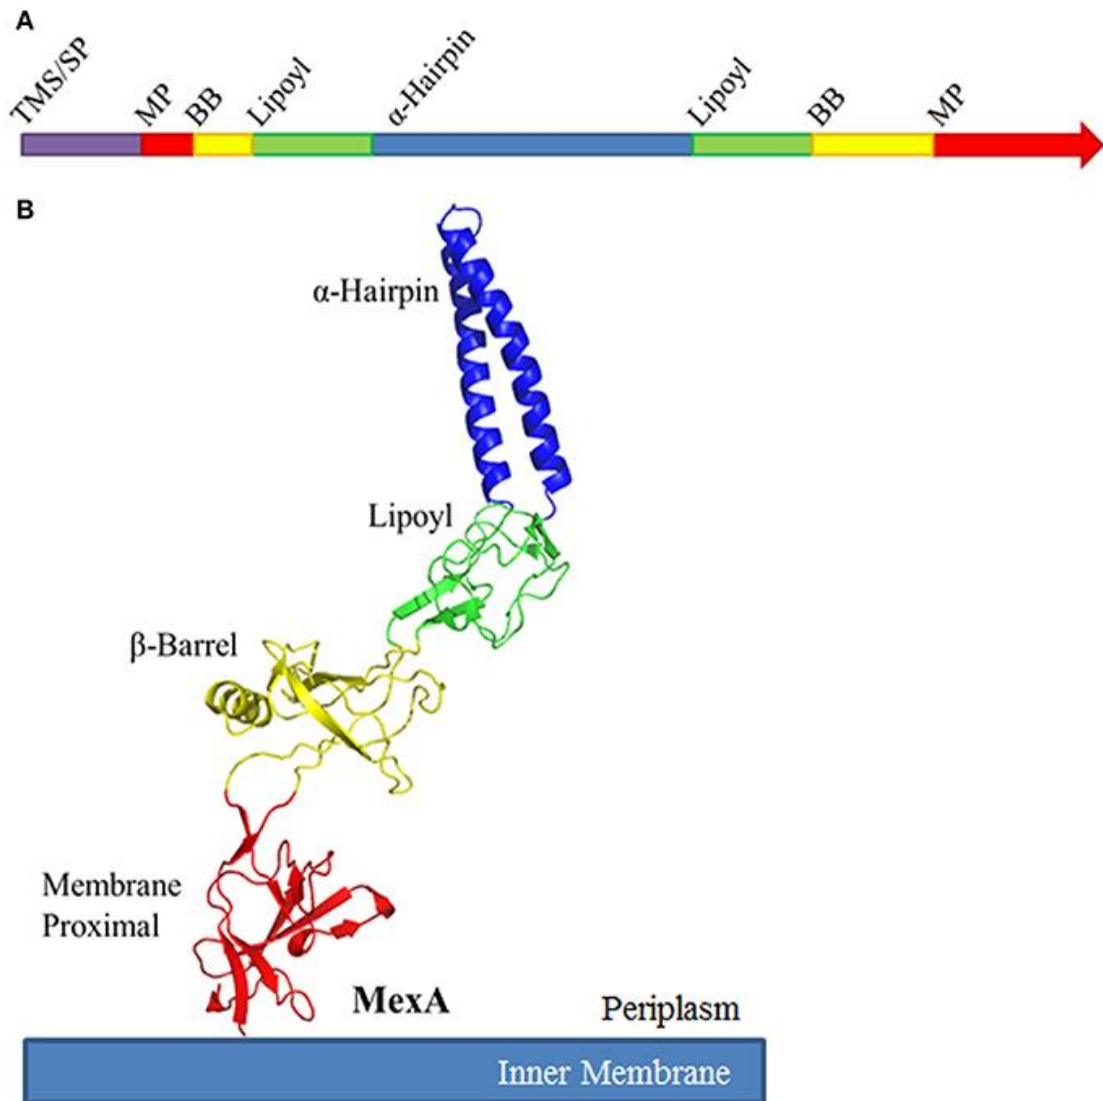 A
TMS/SP
MP
BB
Lipoyl
α-Hairpin
Lipoyl
BB
MP
B
α-Hairpin
Lipoyl
β-Barrel
Membrane
Proximal
MexA
Periplasm
Inner Membrane